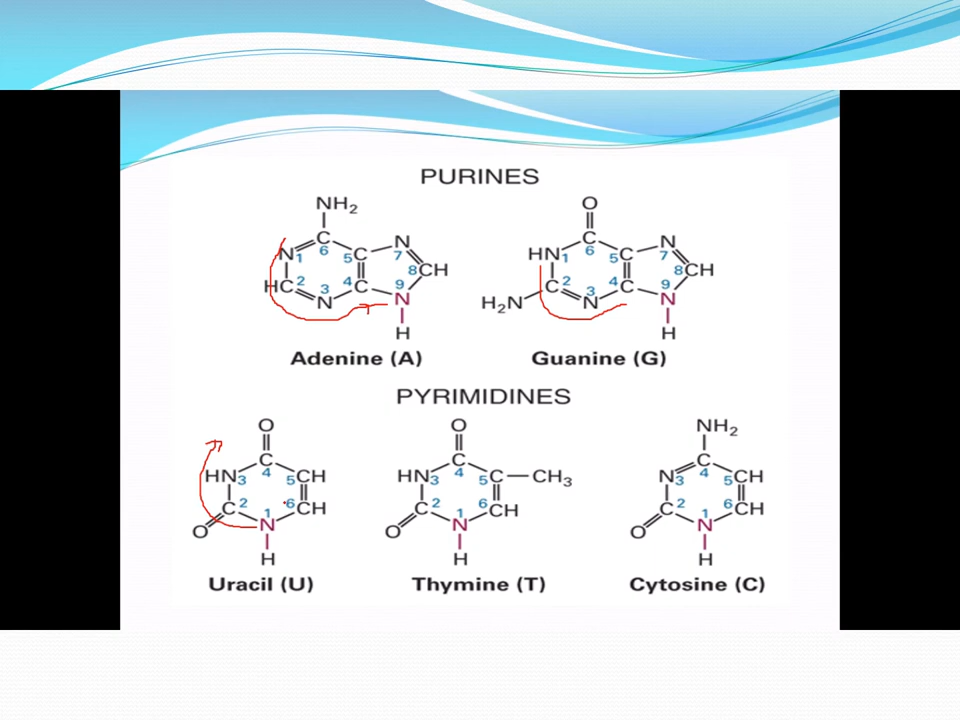 PURINES
NH2 O
N 1 6 5 N 7 HN 1 6 5 N 7
HC 2 N 3 4 9 N 8 CH H2N C 2 N 3 4 9 N 8 CH
H H
Adenine (A) Guanine (G)
PYRIMIDINES
O O NH2
HN 3 C 4 5 CH HN 3 C 4 5 C CH3 N 3 C 4 5 CH
O C 2 N 1 6 CH O C 2 N 1 6 CH O C 2 N 1 6 CH
H H H
Uracil (U) Thymine (T) Cytosine (C)